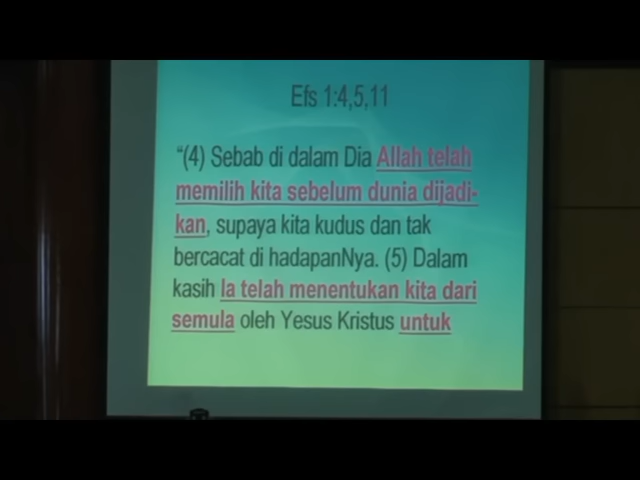 Efs 1:4,5,11
“(4) Sebab di dalam Dia Allah telah
memilih kita sebelum dunia dijadi-
kan, supaya kita kudus dan tak
bercacat di hadapanNya. (5) Dalam
kasih Ia telah menentukan kita dari
semula oleh Yesus Kristus untuk